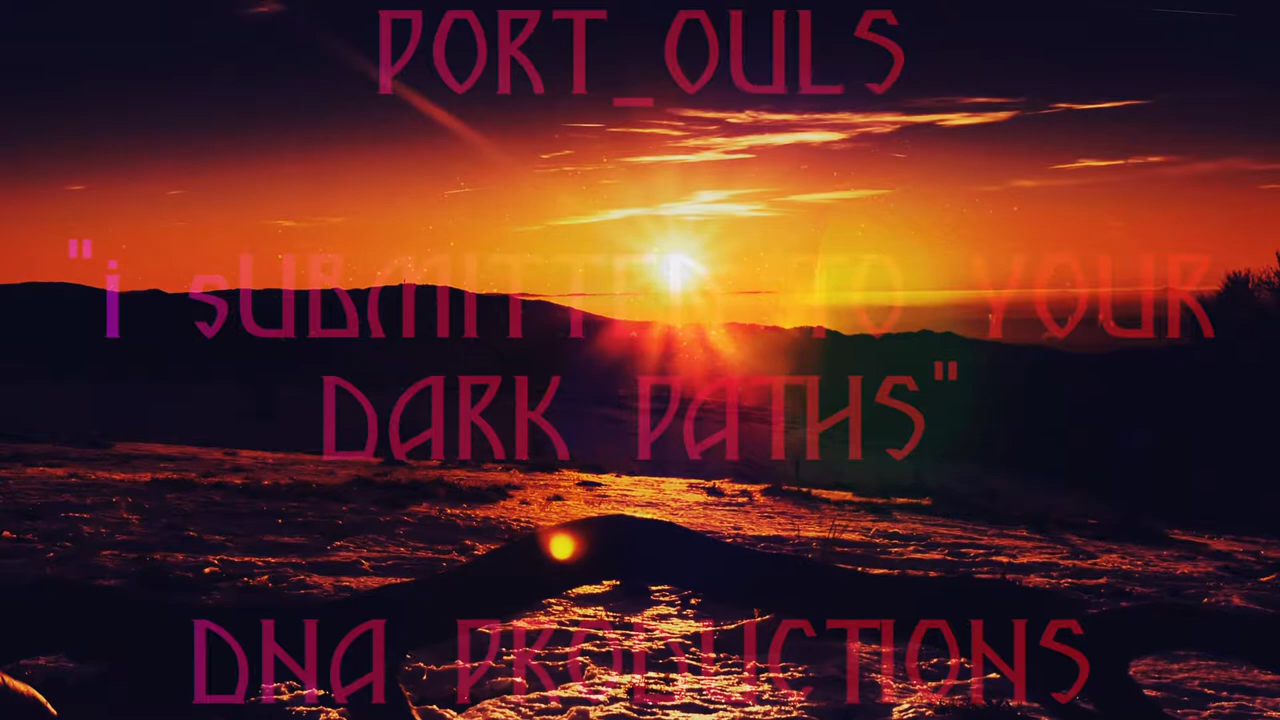 PORT_OULS
"i SUBMITTED TO YOUR
DARK PATHS"
DNA PRODUCTIONS